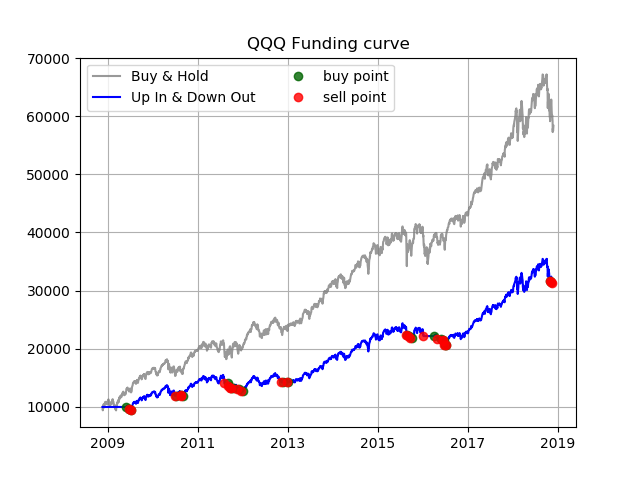 QQQ Funding curve
70000
60000
50000
40000
30000
20000
10000
Buy & Hold
Up In & Down Out
buy point
sell point
2009 2011 2013 2015 2017 2019